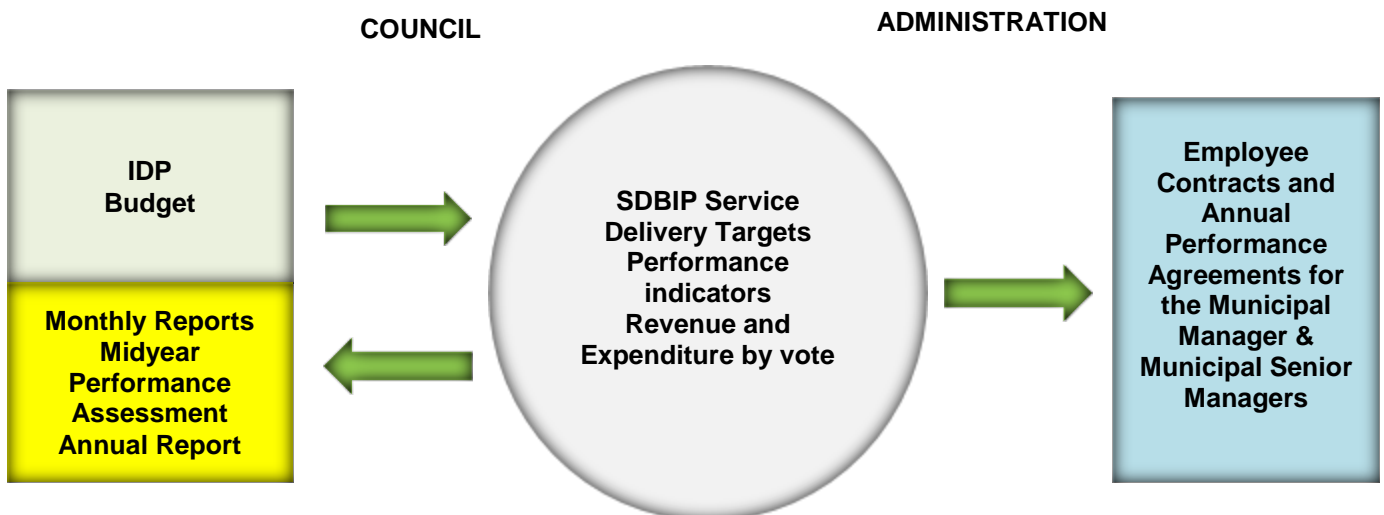 COUNCIL
ADMINISTRATION
IDP
Budget
Monthly Reports
Midyear
Performance
Assessment
Annual Report
SDBIP Service
Delivery Targets
Performance
indicators
Revenue and
Expenditure by vote
Employee
Contracts and
Annual
Performance
Agreements for
the Municipal
Manager &
Municipal Senior
Managers